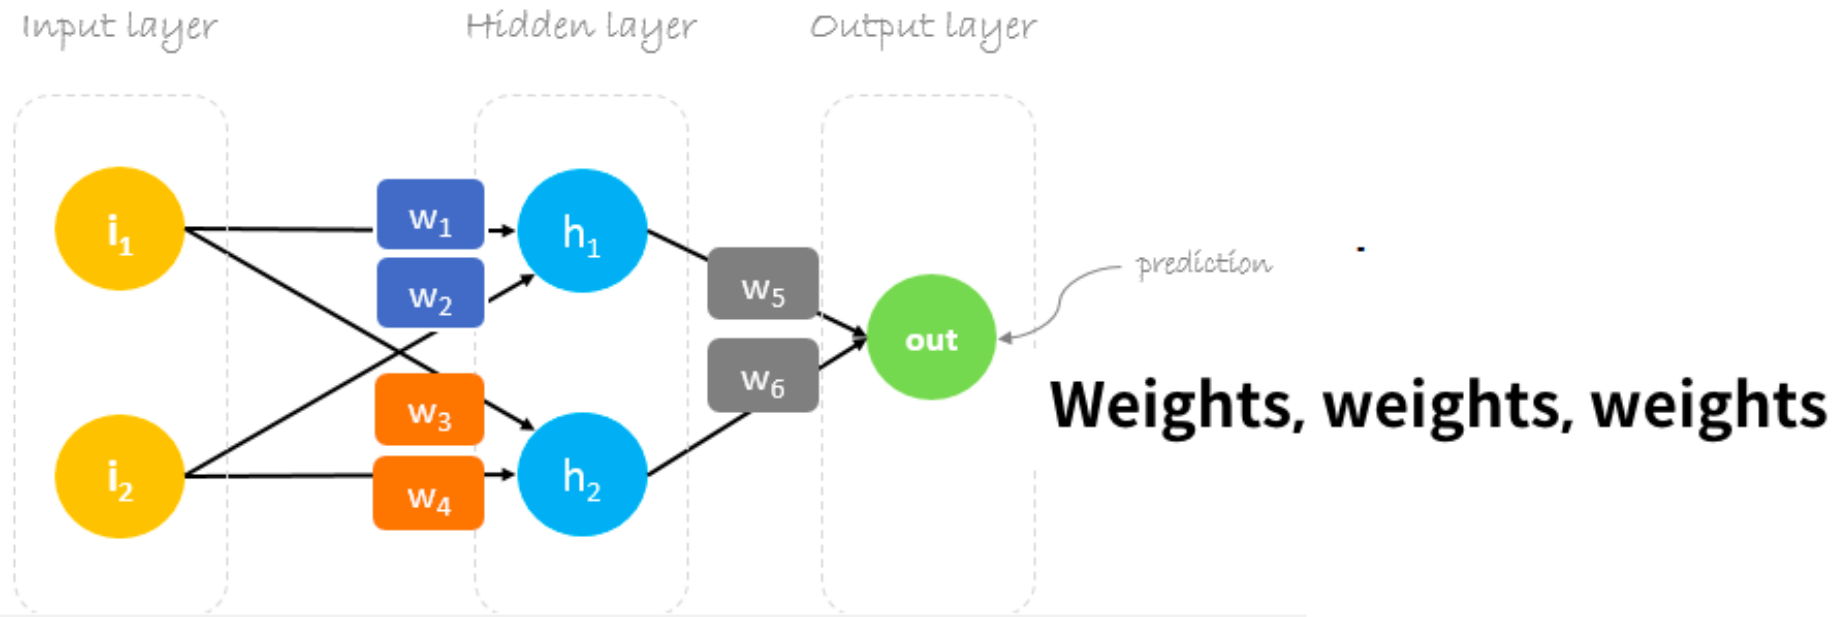 Input layer
Hidden layer
Output layer
i1
w1
h1
w2
w5
prediction
out
w6
Weights, weights, weights
w3
i2
w4
h2